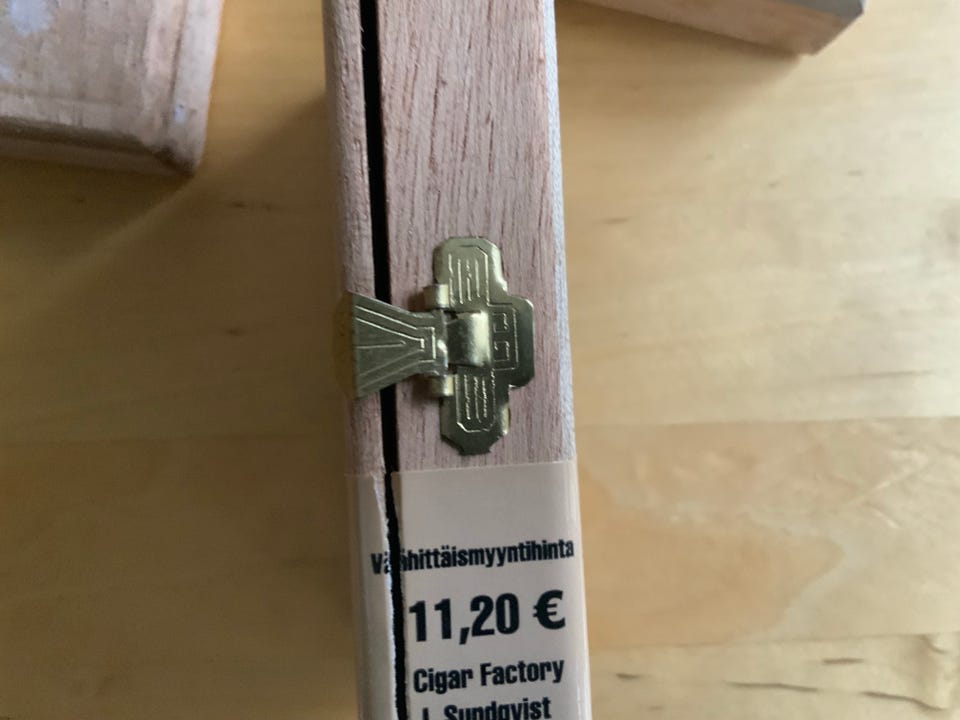 Vähittäismyyntihinta
11,20 €
Cigar Factory
J. Sundqvist